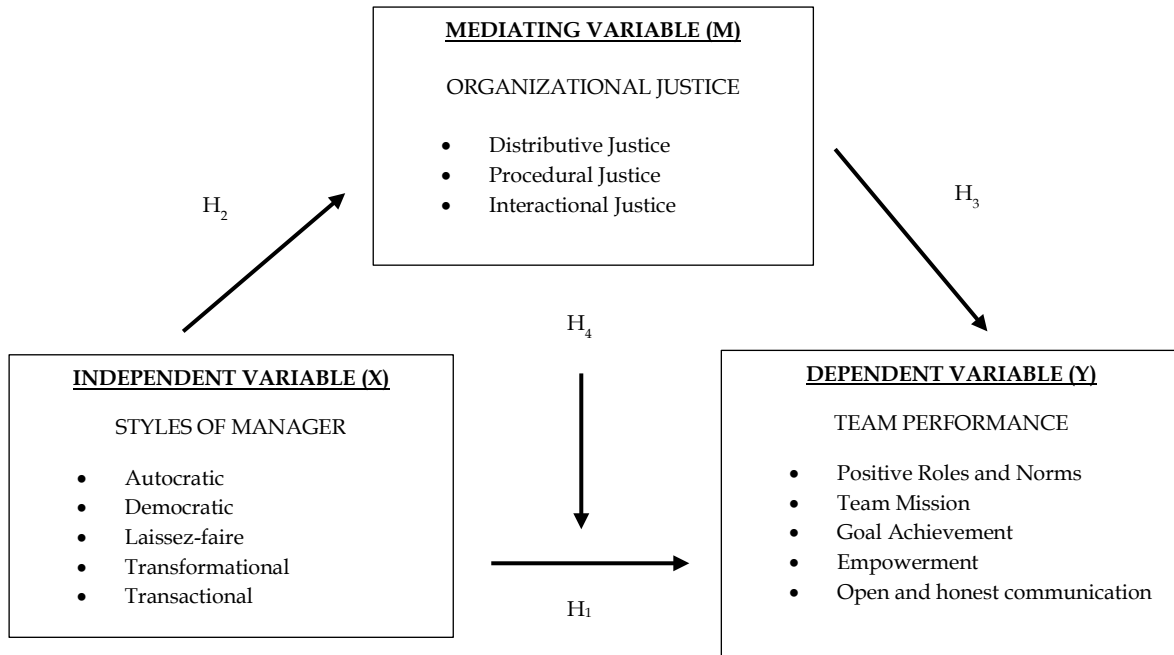 MEDIATING VARIABLE (M)
ORGANIZATIONAL JUSTICE
• Distributive Justice
• Procedural Justice
• Interactional Justice
H₂
H₃
H₄
INDEPENDENT VARIABLE (X)
STYLES OF MANAGER
• Autocratic
• Democratic
• Laissez-faire
• Transformational
• Transactional
H₁
DEPENDENT VARIABLE (Y)
TEAM PERFORMANCE
• Positive Roles and Norms
• Team Mission
• Goal Achievement
• Empowerment
• Open and honest communication